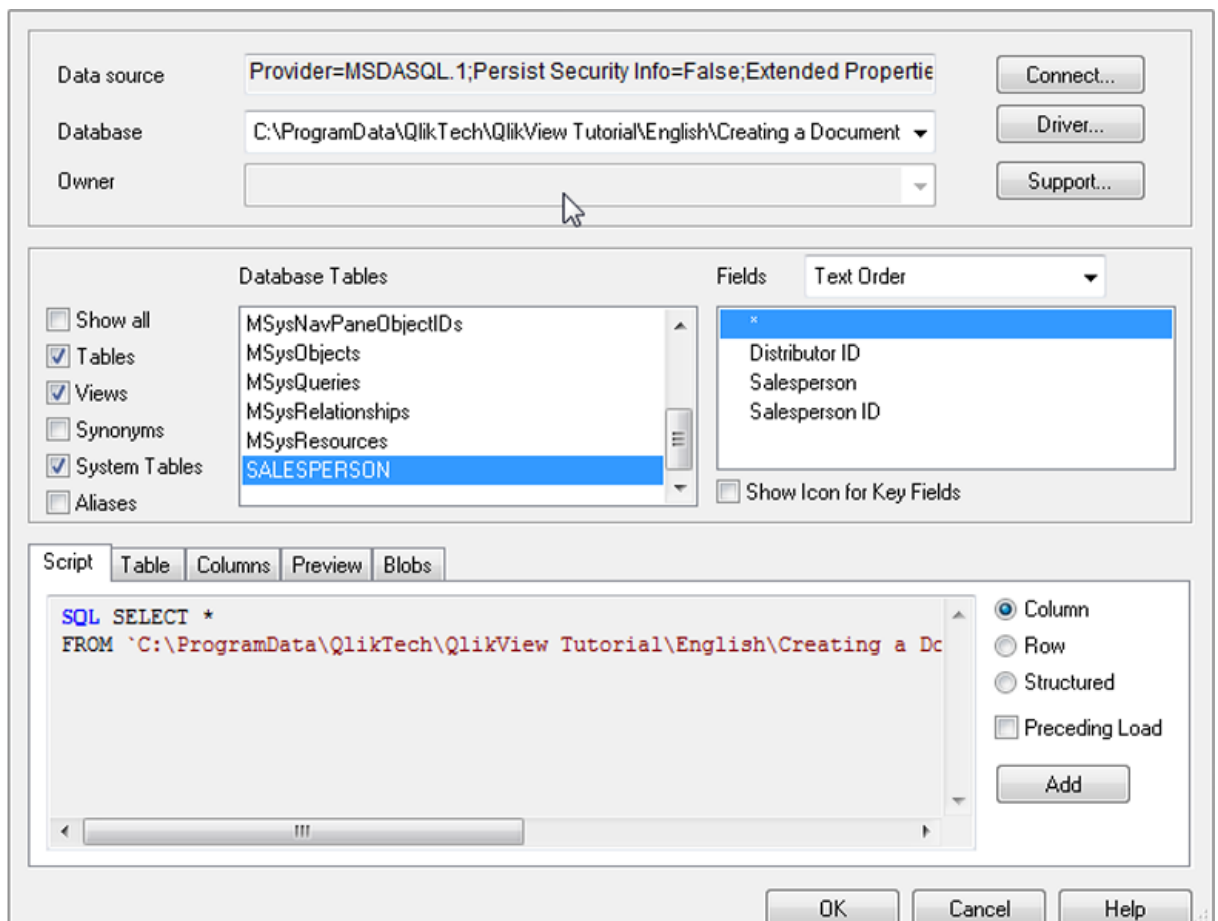 Data source
Provider=MSDASQL.1;Persist Security Info=False;Extended Propertie
Connect...
Database
C:\ProgramData\QlikTech\QlikView Tutorial\English\Creating a Document
Driver...
Owner
Support...
Database Tables
Fields
Text Order
Show all
Tables
Views
Synonyms
System Tables
Aliases
MSysNavPaneObjectIDs
MSysObjects
MSysQueries
MSysRelationships
MSysResources
SALESPERSON
*
Distributor ID
Salesperson
Salesperson ID
Show Icon for Key Fields
Script
Table
Columns
Preview
Blobs
SQL SELECT *
FROM `C:\ProgramData\QlikTech\QlikView Tutorial\English\Creating a Do
Column
Row
Structured
Preceding Load
Add
OK
Cancel
Help